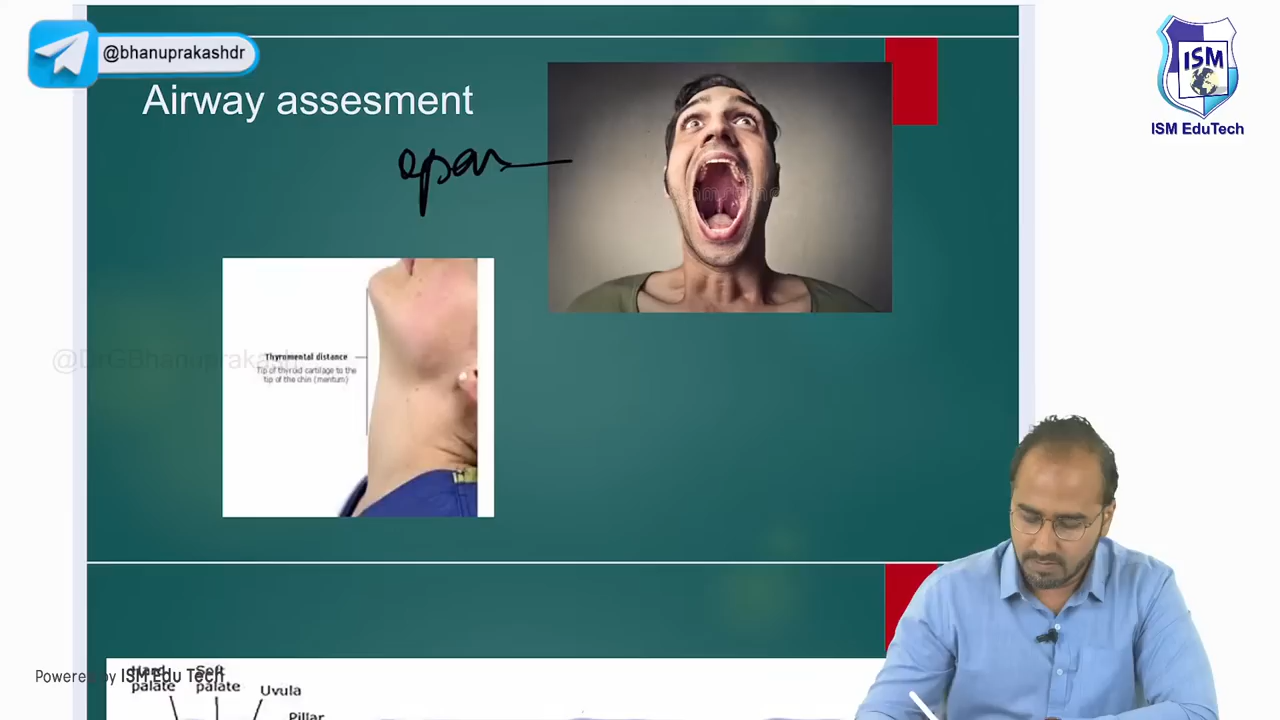 @bhanuprakashdr
ISM
ISM EduTech
Airway assesment
open
Thyromental distance
Tip of thyroid cartilage to the
tip of the chin (mentum)
@DrGBhanuprakash
Powered by ISM Edu Tech
Hard
palate
Soft
palate
Uvula
Pillar